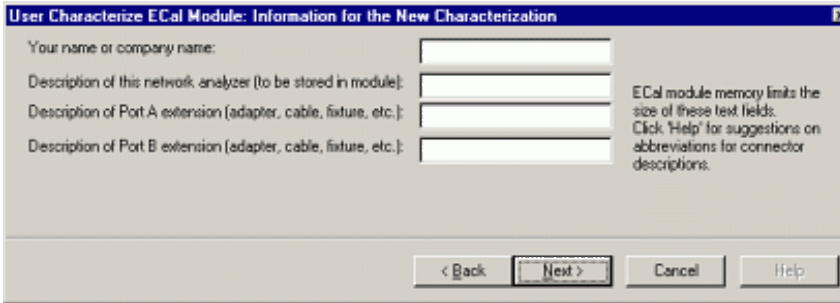 User Characterize ECal Module: Information for the New Characterization
Your name or company name:
Description of this network analyzer (to be stored in module):
Description of Port A extension (adapter, cable, fixture, etc.):
Description of Port B extension (adapter, cable, fixture, etc.):
ECal module memory limits the
size of these text fields.
Click 'Help' for suggestions on
abbreviations for connector
descriptions.
< Back
Next >
Cancel
Help